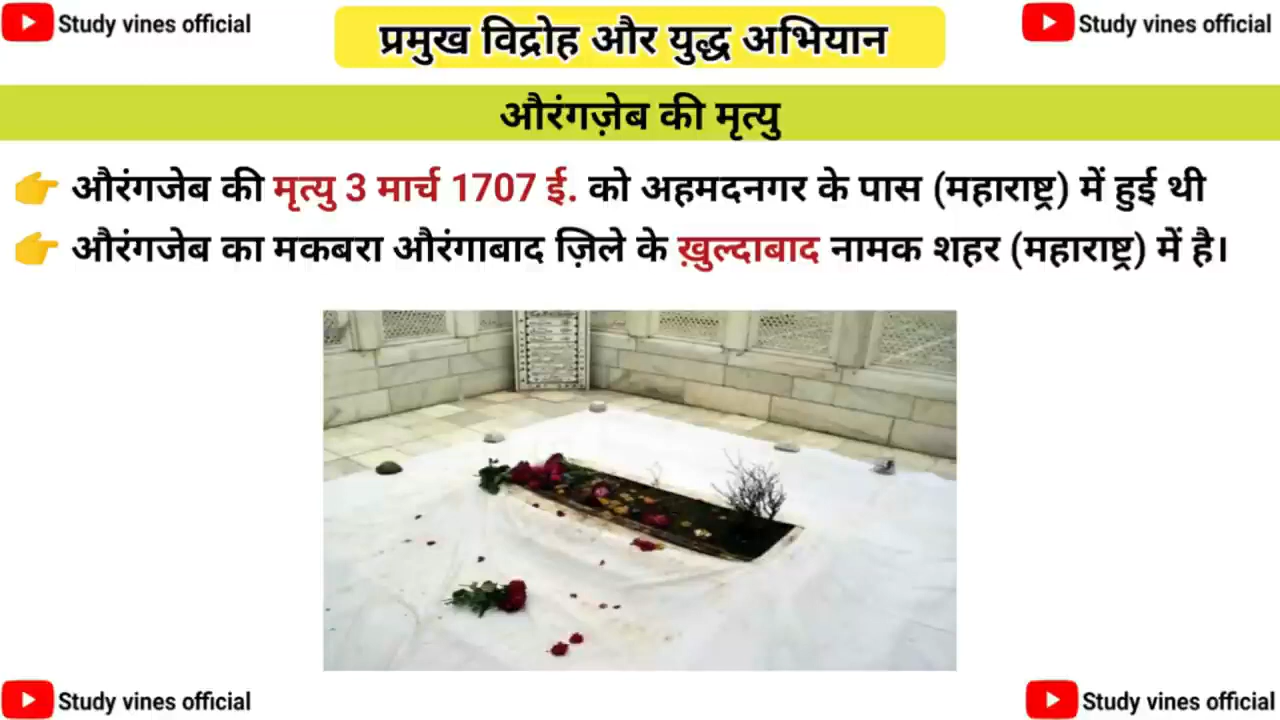 Study vines official
प्रमुख विद्रोह और युद्ध अभियान
Study vines official
औरंगज़ेब की मृत्यु
👉 औरंगजेब की मृत्यु 3 मार्च 1707 ई. को अहमदनगर के पास (महाराष्ट्र) में हुई थी
👉 औरंगजेब का मकबरा औरंगाबाद ज़िले के ख़ुल्दाबाद नामक शहर (महाराष्ट्र) में है।
Study vines official
Study vines official